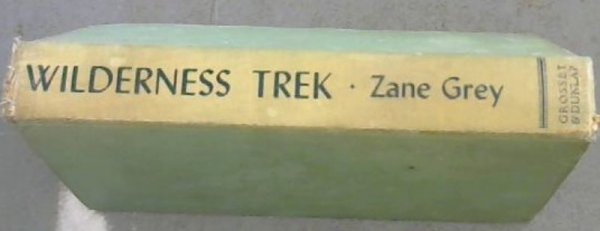 WILDERNESS TREK · Zane Grey
GROSSET
& DUNLAP